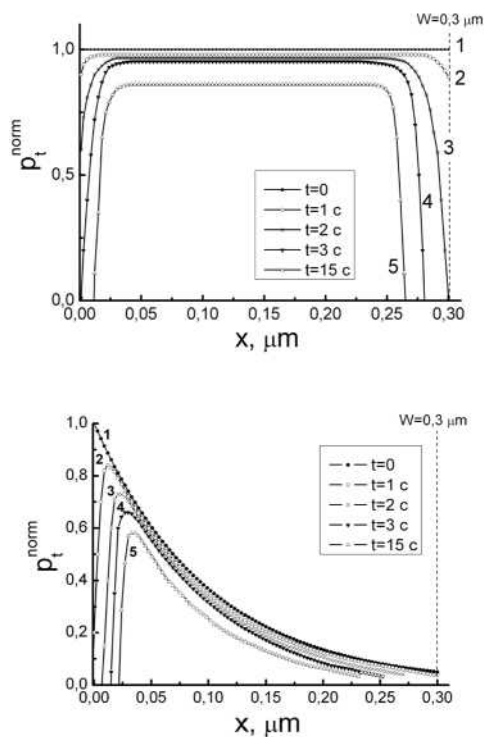 W=0,3 μm
1,0
0,5
0,0
p_t^norm
1
2
3
4
5
t=0
t=1 c
t=2 c
t=3 c
t=15 c
0,00 0,05 0,10 0,15 0,20 0,25 0,30
x, μm
W=0,3 μm
1,0
0,8
0,6
0,4
0,2
0,0
p_t^norm
1
2
3
4
5
t=0
t=1 c
t=2 c
t=3 c
t=15 c
0,00 0,05 0,10 0,15 0,20 0,25 0,30
x, μm